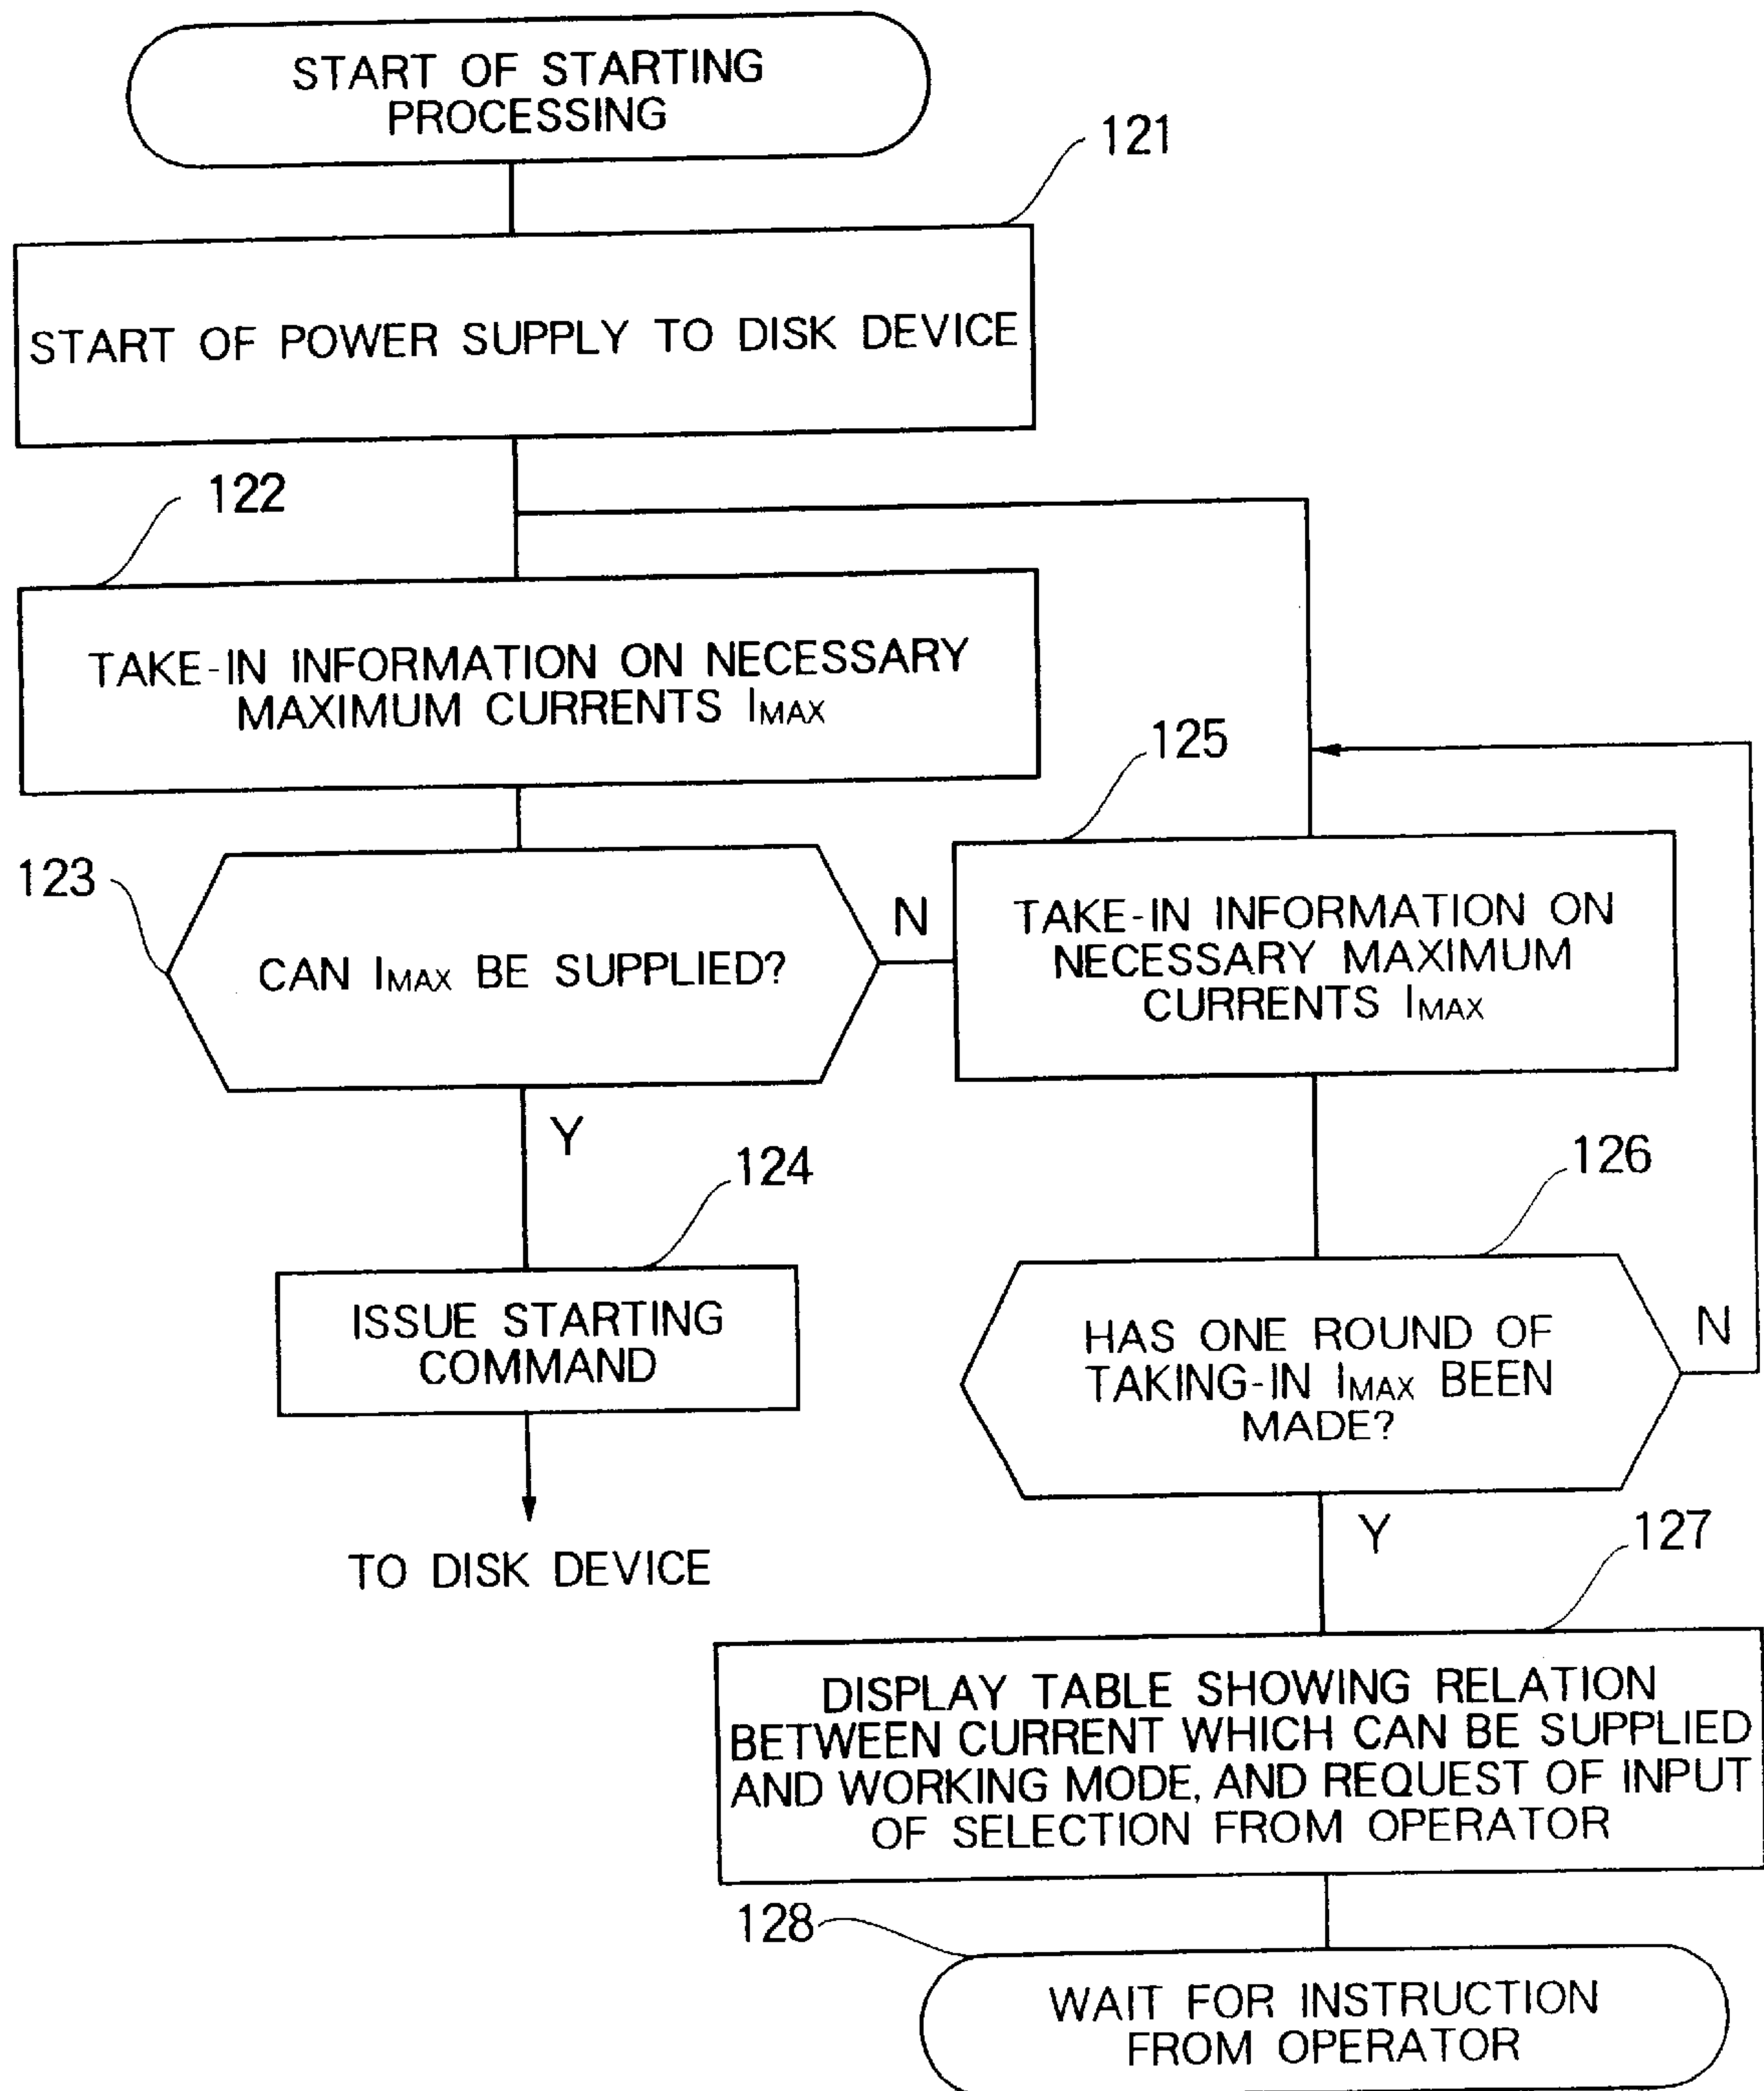 START OF STARTING
PROCESSING
121
START OF POWER SUPPLY TO DISK DEVICE
122
TAKE-IN INFORMATION ON NECESSARY
MAXIMUM CURRENTS IMAX
123
CAN IMAX BE SUPPLIED?
N
125
TAKE-IN INFORMATION ON
NECESSARY MAXIMUM
CURRENTS IMAX
Y
124
ISSUE STARTING
COMMAND
TO DISK DEVICE
126
HAS ONE ROUND OF
TAKING-IN IMAX BEEN
MADE?
N
Y
127
DISPLAY TABLE SHOWING RELATION
BETWEEN CURRENT WHICH CAN BE SUPPLIED
AND WORKING MODE, AND REQUEST OF INPUT
OF SELECTION FROM OPERATOR
128
WAIT FOR INSTRUCTION
FROM OPERATOR